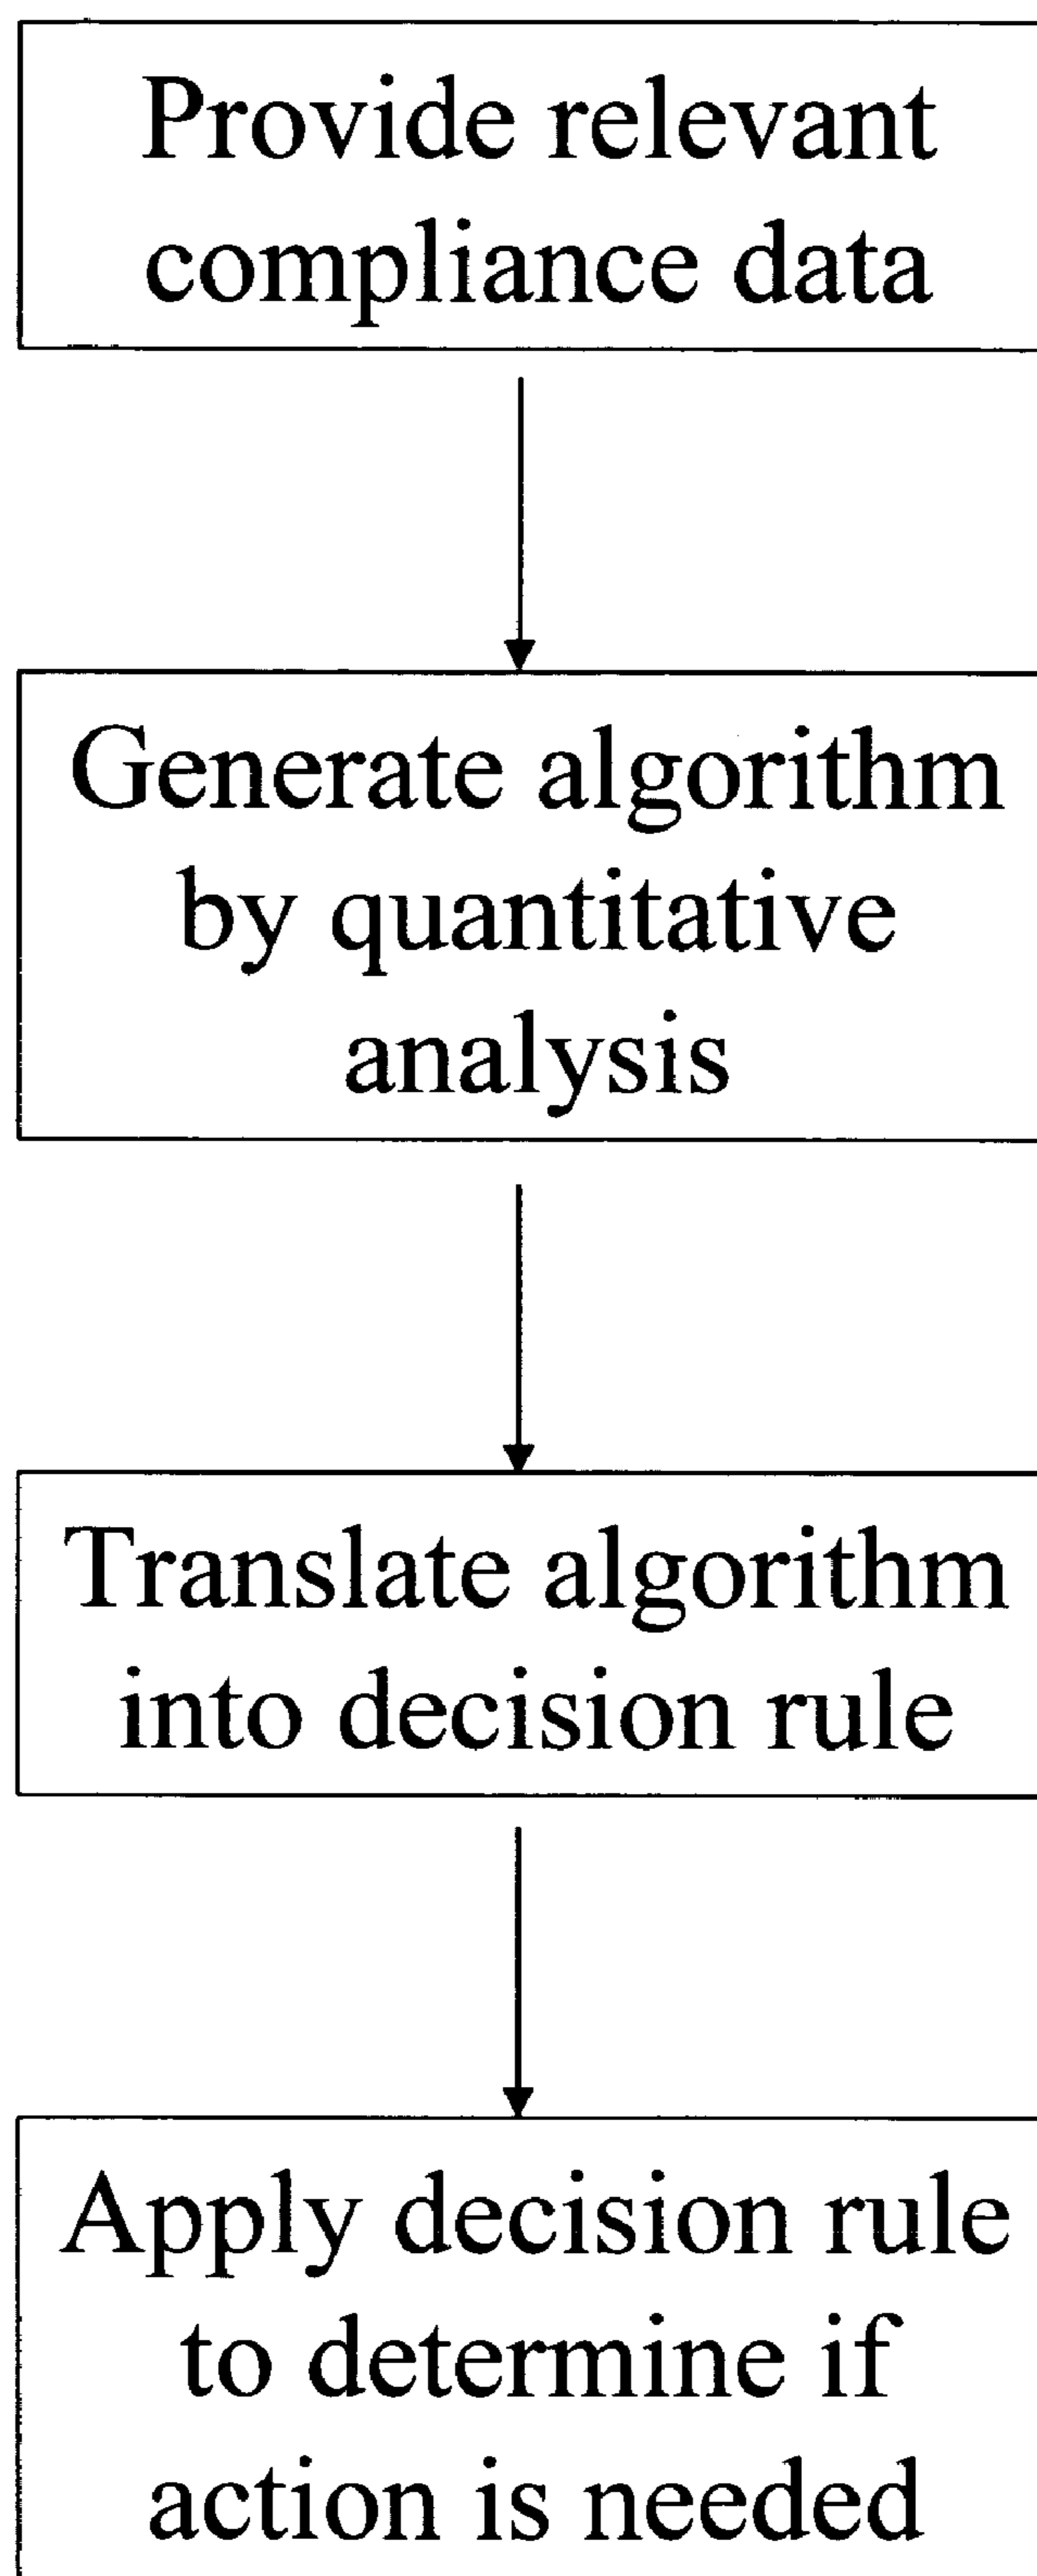 Provide relevant
compliance data
Generate algorithm
by quantitative
analysis
Translate algorithm
into decision rule
Apply decision rule
to determine if
action is needed